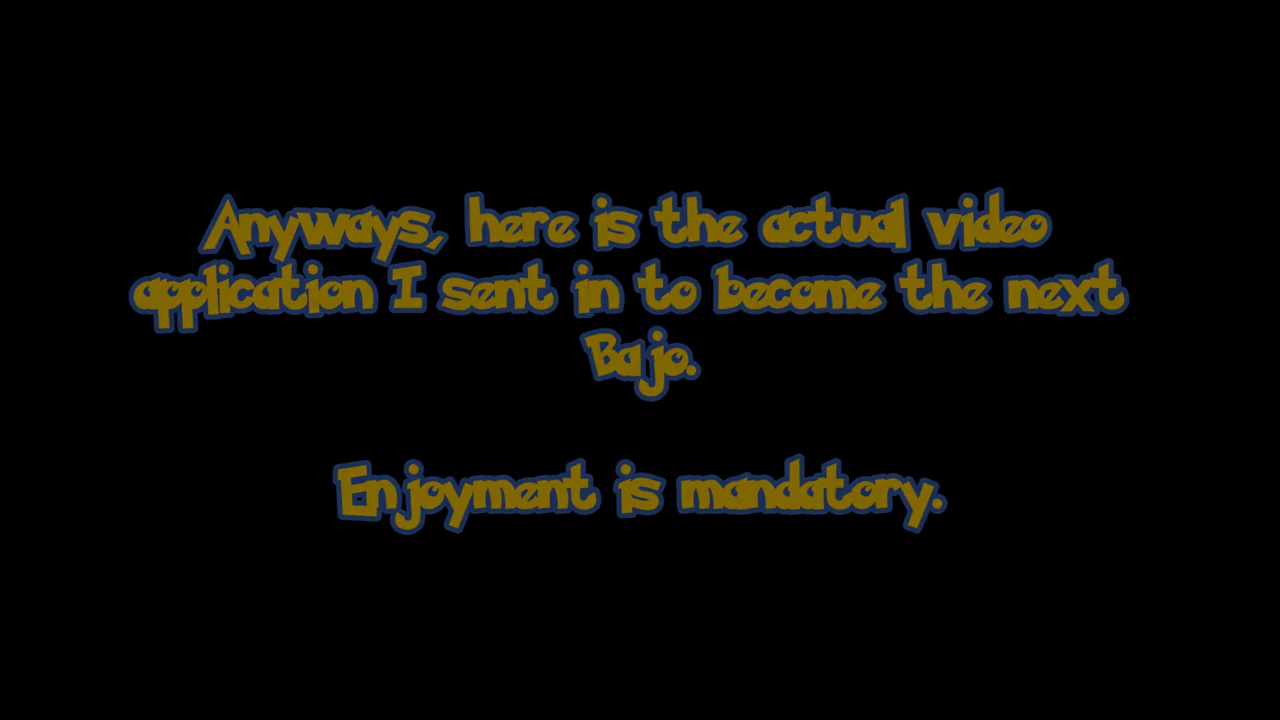 Anyways, here is the actual video
application I sent in to become the next
Bajo.
Enjoyment is mandatory.